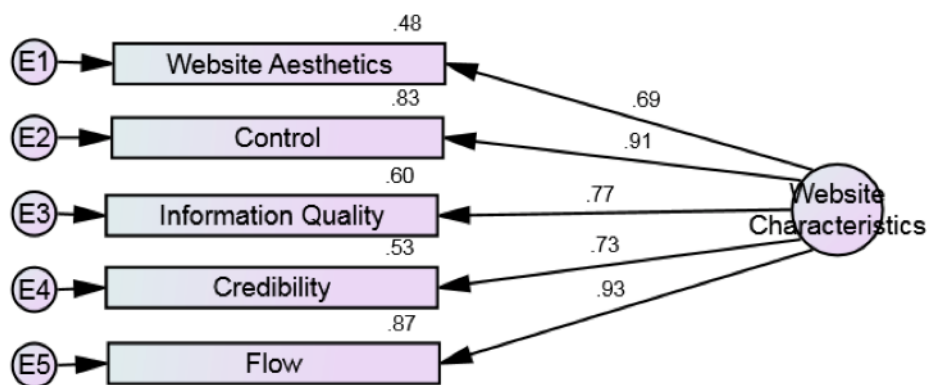 .48
E1
Website Aesthetics
.69
.83
E2
Control
.91
.60
E3
Information Quality
.77
Website
Characteristics
.53
E4
Credibility
.73
.87
E5
Flow
.93